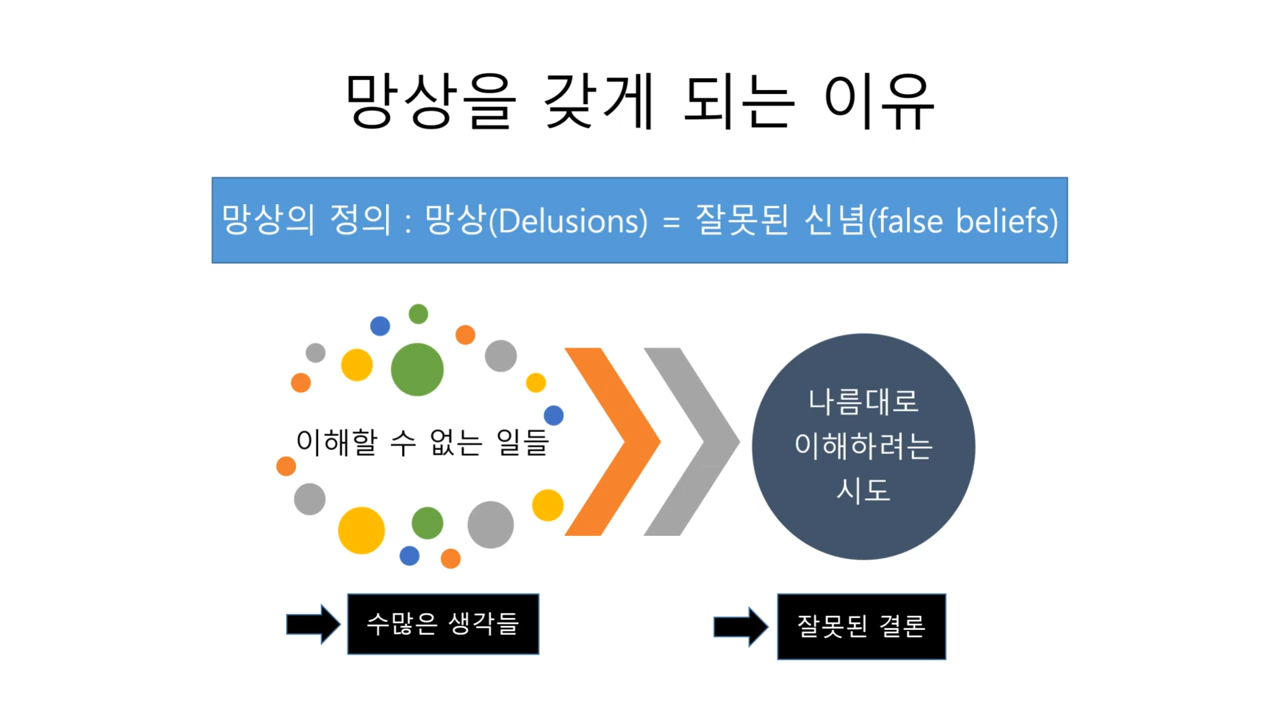 망상을 갖게 되는 이유
망상의 정의 : 망상(Delusions) = 잘못된 신념(false beliefs)
이해할 수 없는 일들
나름대로
이해하려는
시도
수많은 생각들
잘못된 결론